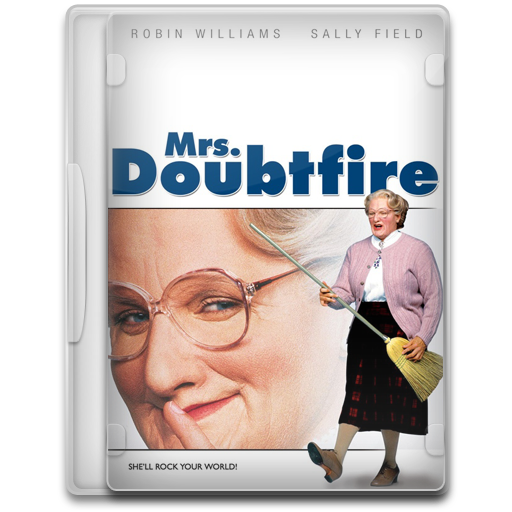 ROBIN WILLIAMS SALLY FIELD
Mrs.
Doubtfire
SHE'LL ROCK YOUR WORLD!